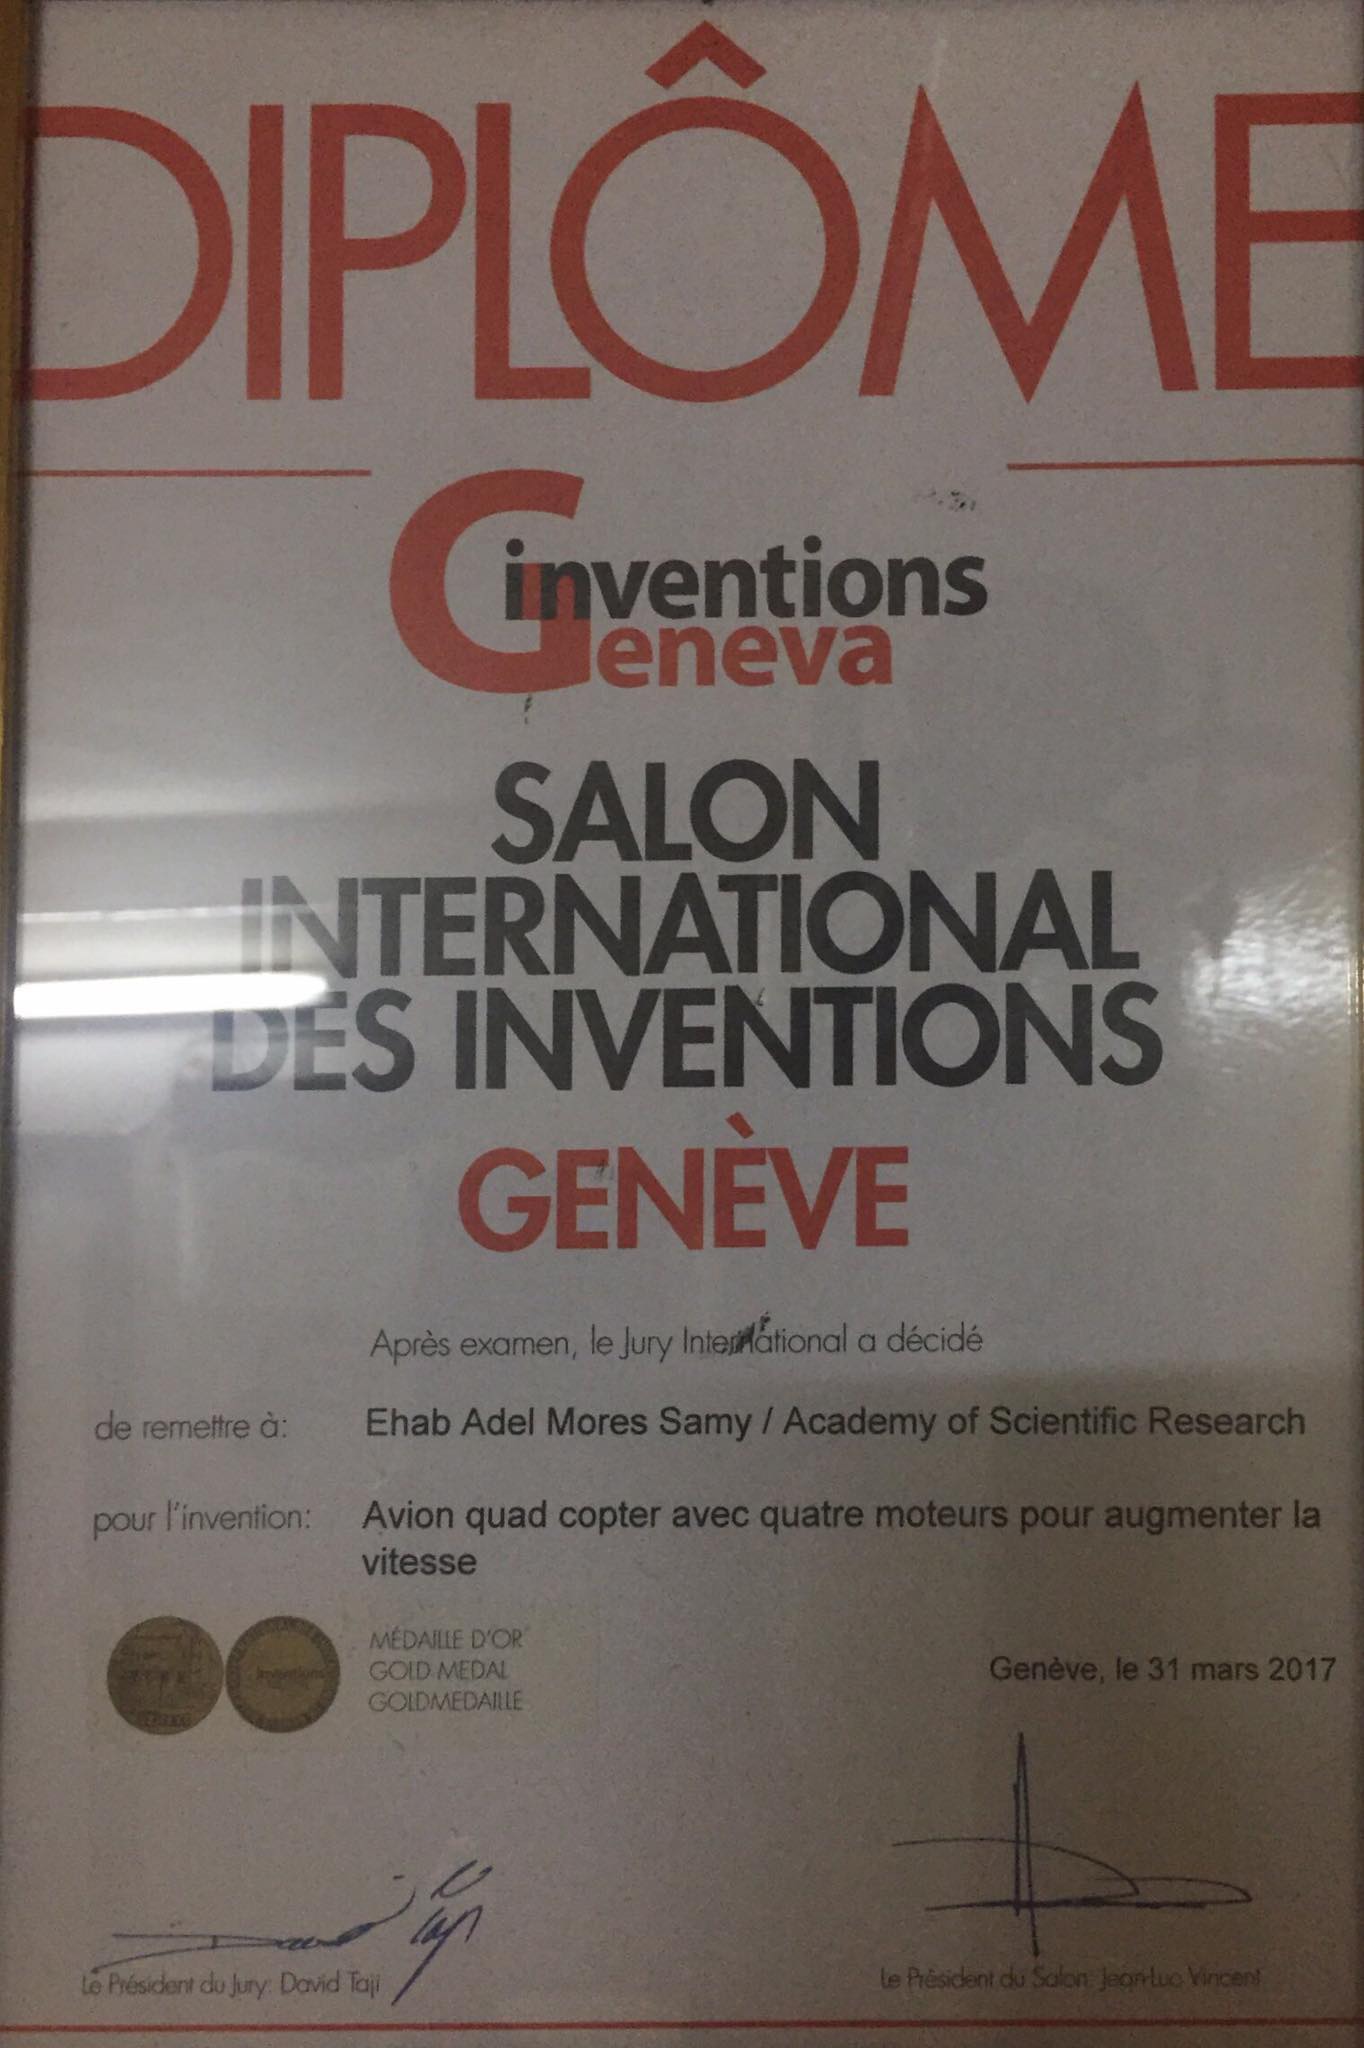 DIPLÔME
inventions
Geneva
SALON
INTERNATIONAL
DES INVENTIONS
GENÈVE
Après examen, le Jury International a décidé
de remettre à: Ehab Adel Mores Samy / Academy of Scientific Research
pour l'invention: Avion quad copter avec quatre moteurs pour augmenter la
vitesse
MÉDAILLE D'OR
GOLD MEDAL
GOLDMEDAILLE
inventions
Genève, le 31 mars 2017
Le Président du Jury: David Taji
Le Président du Salon: Jean-Luc Vincent